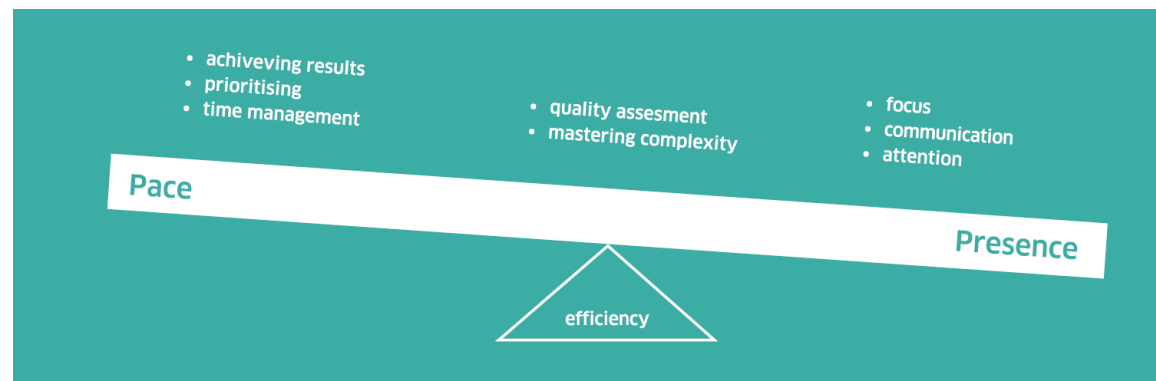 • achiveving results
• prioritising
• time management
• quality assesment
• mastering complexity
• focus
• communication
• attention
Pace
Presence
efficiency